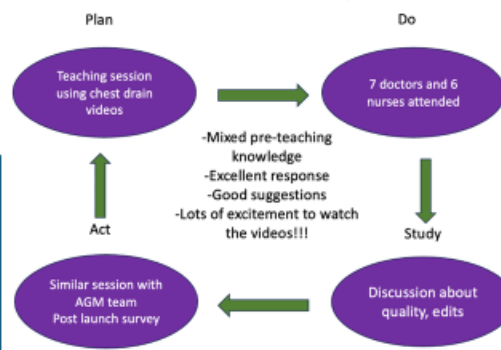 Plan
Do
Teaching session
using chest drain
videos
7 doctors and 6
nurses attended
-Mixed pre-teaching
knowledge
-Excellent response
-Good suggestions
-Lots of excitement to watch
the videos!!!
Act
Study
Similar session with
AGM team
Post launch survey
Discussion about
quality, edits